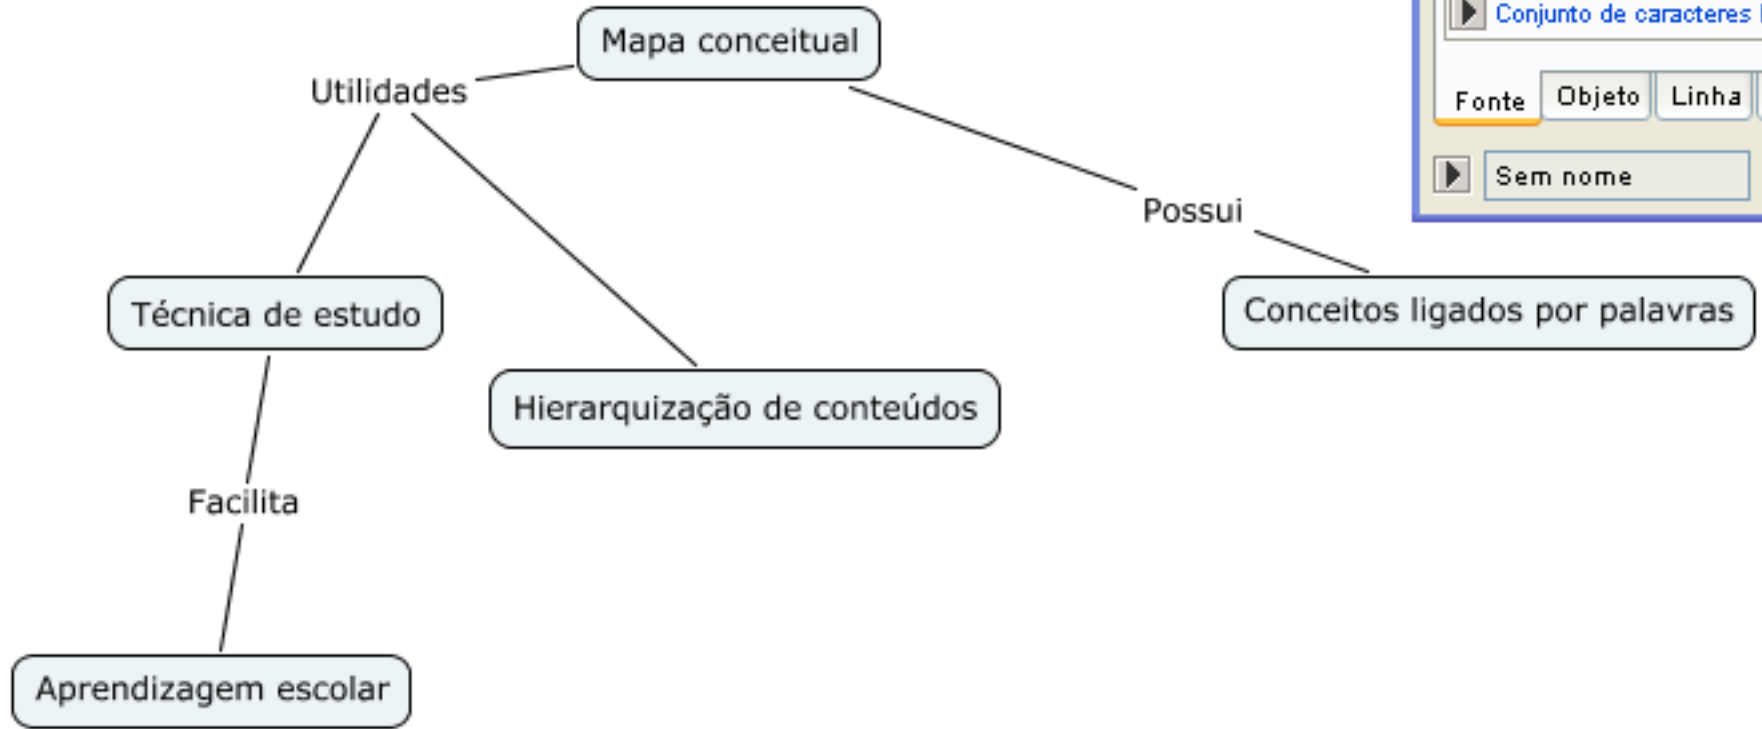 Mapa conceitual
Utilidades
Possui
Técnica de estudo
Conceitos ligados por palavras
Hierarquização de conteúdos
Facilita
Aprendizagem escolar
Conjunto de caracteres
Fonte Objeto Linha
Sem nome